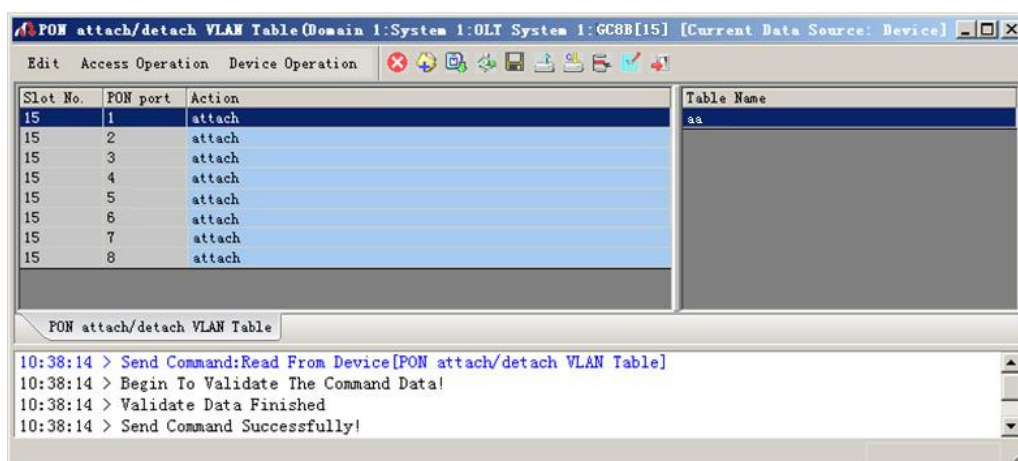 PON attach/detach VLAN Table(Domain 1:System 1:OLT System 1:GC8B[15] [Current Data Source: Device]
Edit Access Operation Device Operation
Slot No. PON port Action Table Name
15 1 attach aa
15 2 attach
15 3 attach
15 4 attach
15 5 attach
15 6 attach
15 7 attach
15 8 attach
PON attach/detach VLAN Table
10:38:14 > Send Command:Read From Device[PON attach/detach VLAN Table]
10:38:14 > Begin To Validate The Command Data!
10:38:14 > Validate Data Finished
10:38:14 > Send Command Successfully!